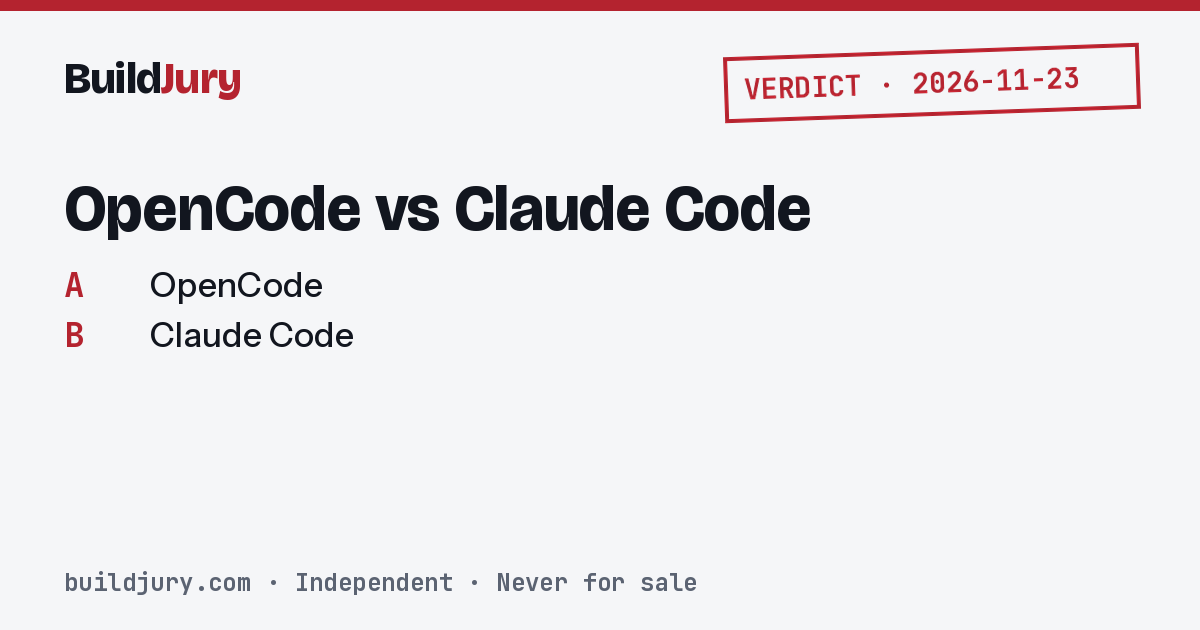 BuildJury
VERDICT · 2026-11-23
OpenCode vs Claude Code
A OpenCode
B Claude Code
buildjury.com · Independent · Never for sale